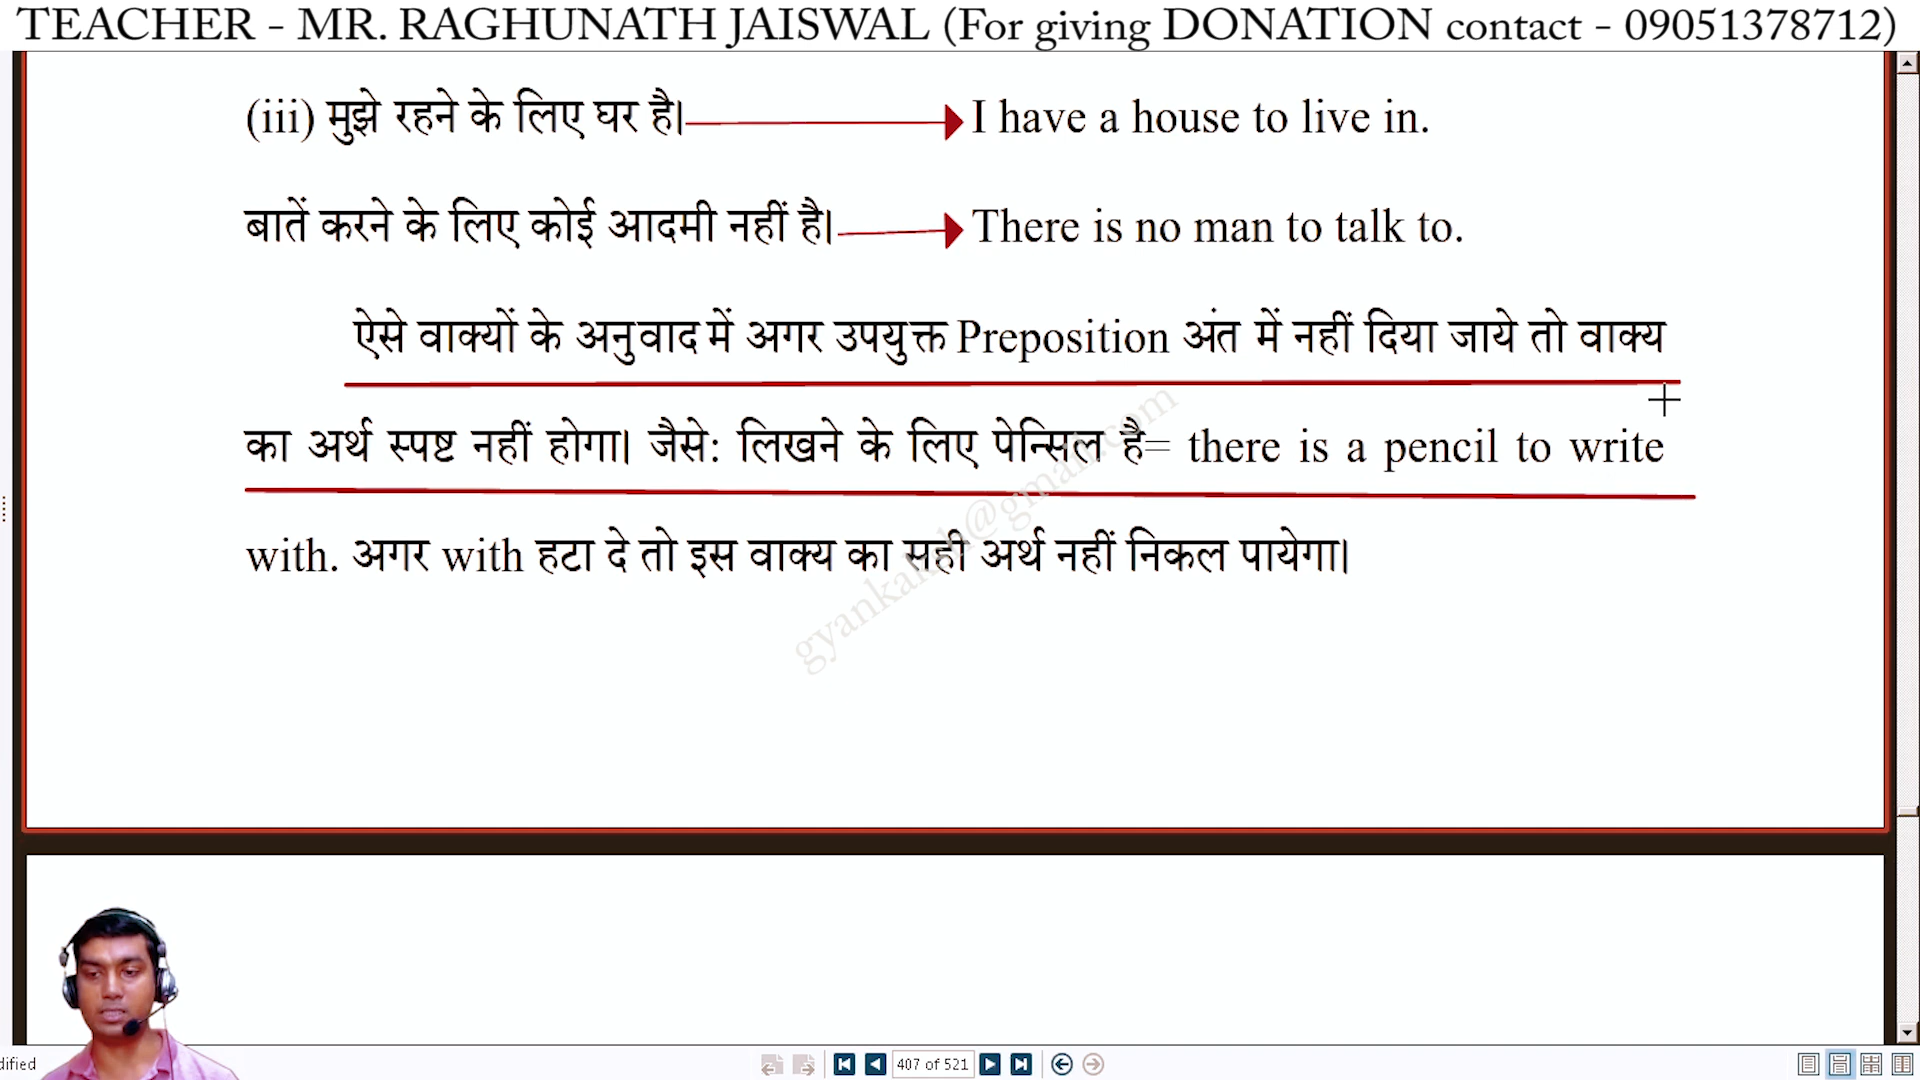 TEACHER - MR. RAGHUNATH JAISWAL (For giving DONATION contact - 09051378712)
(iii) मुझे रहने के लिए घर है। I have a house to live in.
बातें करने के लिए कोई आदमी नहीं है। There is no man to talk to.
ऐसे वाक्यों के अनुवाद में अगर उपयुक्त Preposition अंत में नहीं दिया जाये तो वाक्य
का अर्थ स्पष्ट नहीं होगा। जैसे: लिखने के लिए पेन्सिल है= there is a pencil to write
with. अगर with हटा दे तो इस वाक्य का सही अर्थ नहीं निकल पायेगा।
407 of 521